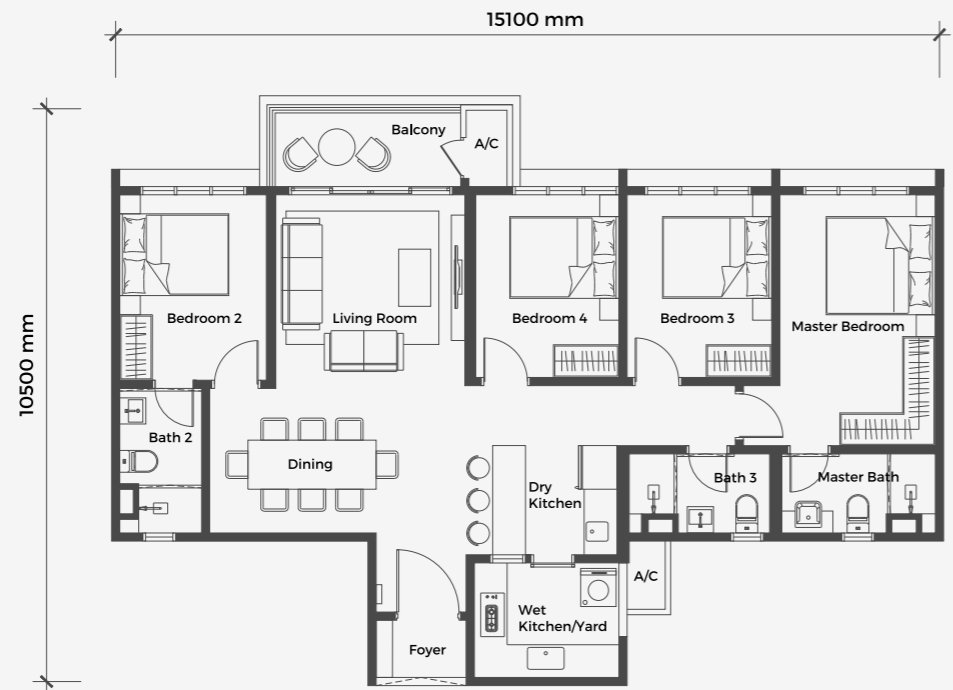 15100 mm
10500 mm
Balcony
A/C
Bedroom 2
Living Room
Bedroom 4
Bedroom 3
Master Bedroom
Bath 2
Dining
Dry
Kitchen
Bath 3
Master Bath
A/C
Wet
Kitchen/Yard
Foyer